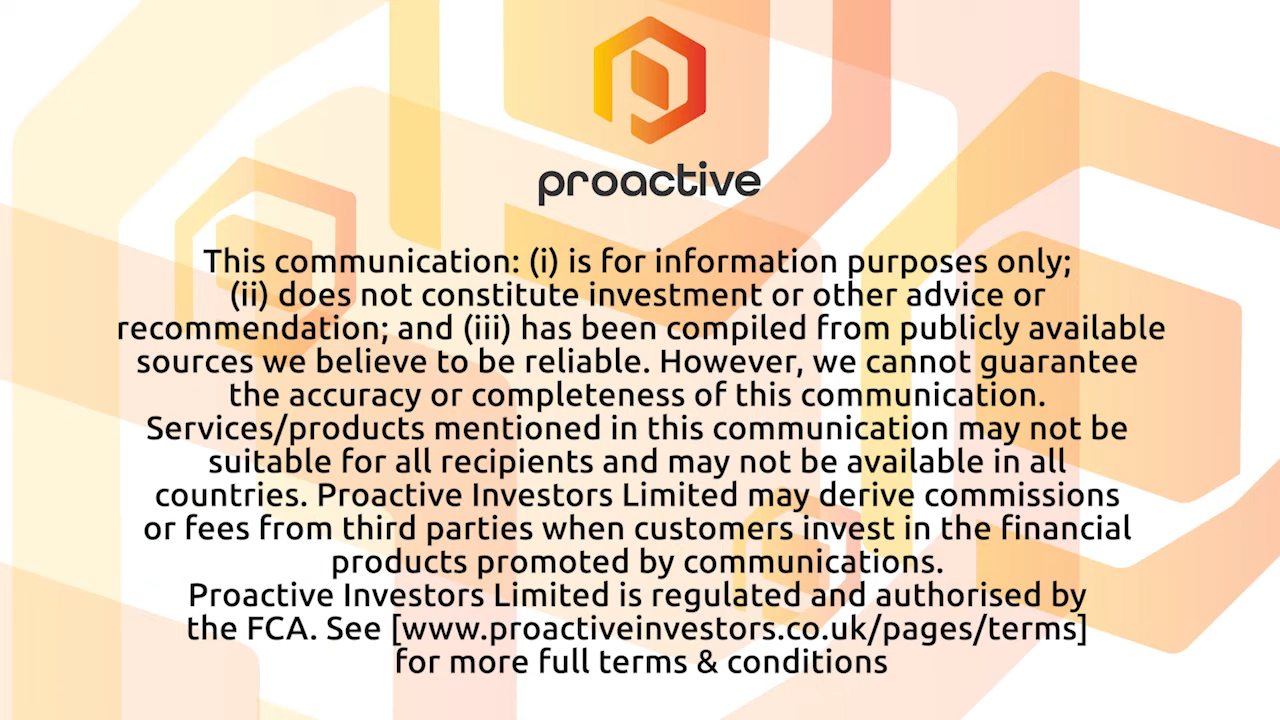 proactive
This communication: (i) is for information purposes only;
(ii) does not constitute investment or other advice or
recommendation; and (iii) has been compiled from publicly available
sources we believe to be reliable. However, we cannot guarantee
the accuracy or completeness of this communication.
Services/products mentioned in this communication may not be
suitable for all recipients and may not be available in all
countries. Proactive Investors Limited may derive commissions
or fees from third parties when customers invest in the financial
products promoted by communications.
Proactive Investors Limited is regulated and authorised by
the FCA. See [www.proactiveinvestors.co.uk/pages/terms]
for more full terms & conditions